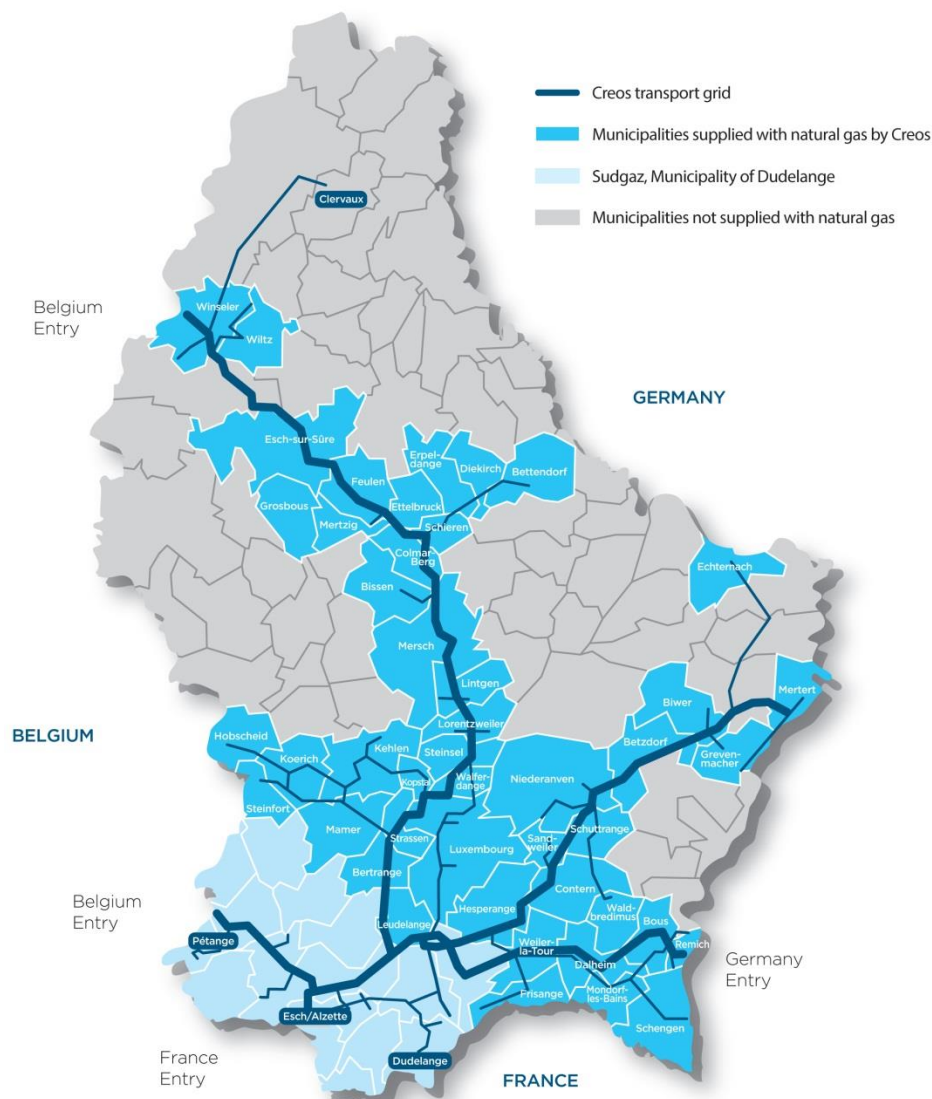 Creos transport grid
Municipalities supplied with natural gas by Creos
Sudgaz, Municipality of Dudelange
Municipalities not supplied with natural gas
Clervaux
Belgium
Entry
Winseler
Wiltz
GERMANY
Esch-sur-Sûre
Erpel-
dange
Diekirch
Bettendorf
Feulen
Grosbous
Ettelbruck
Mertzig
Schieren
Colmar-
Berg
Echternach
Bissen
Mersch
Lintgen
Mertert
Biwer
Lorentzweiler
BELGIUM
Hobscheid
Kehlen
Steinsel
Betzdorf
Greven-
macher
Koerich
Kopstal
Walfer-
dange
Niederanven
Steinfort
Mamer
Strassen
Schuttrange
Luxembourg
Sand-
weiler
Bertrange
Contern
Belgium
Entry
Hesperange
Wald-
bredimus
Bous
Leudelange
Pétange
Weiler-
la-Tour
Remich
Dalheim
Germany
Entry
Frisange
Mondorf-
les-Bains
Esch/Alzette
Schengen
France
Entry
Dudelange
FRANCE